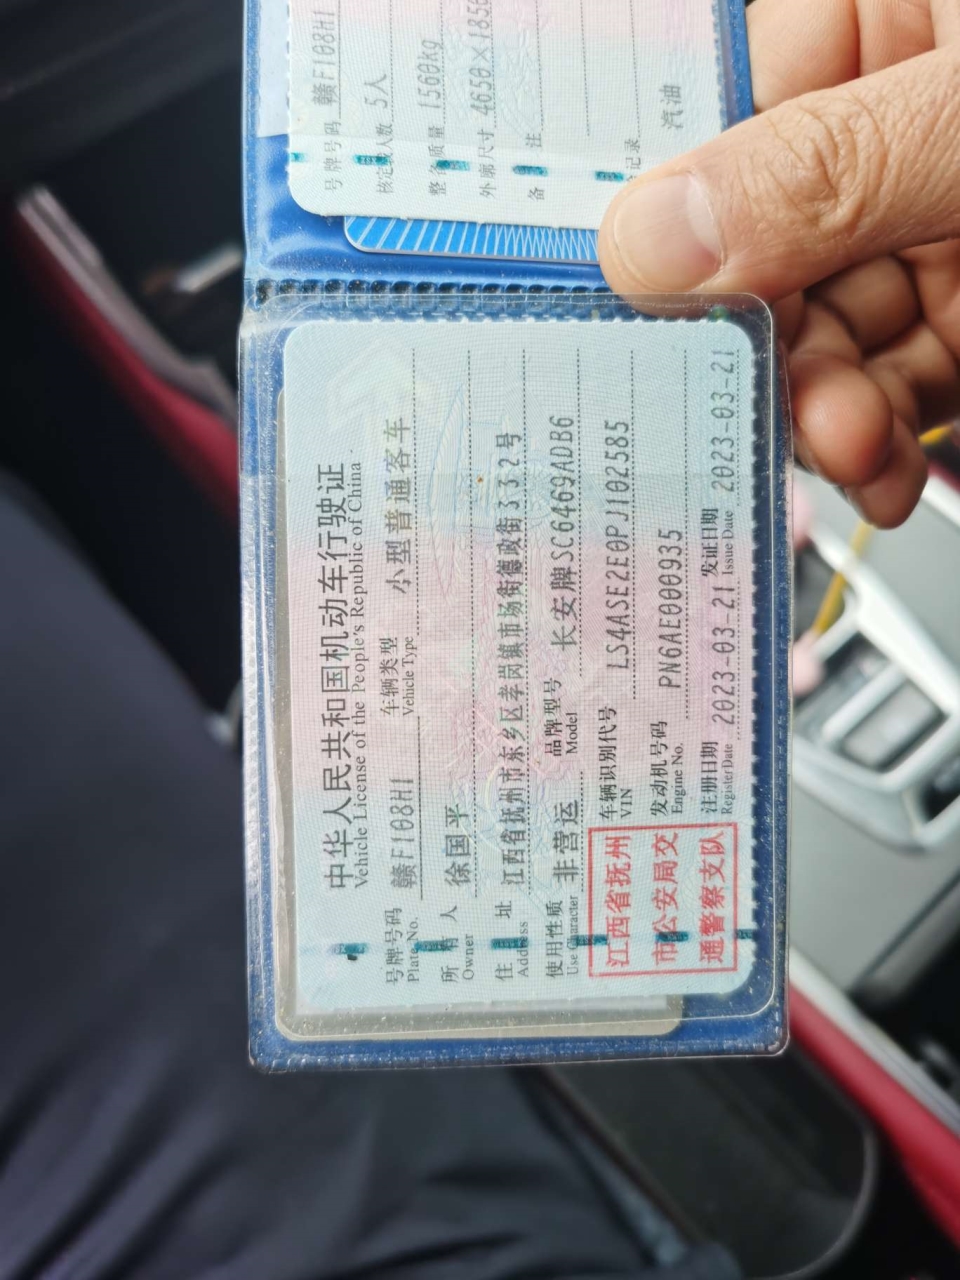 中华人民共和国机动车行驶证
Vehicle License of the People's Republic of China
号牌号码 赣F108H1 车辆类型 小型普通客车
Plate No. Vehicle Type
所有人 徐国平
Owner
住址 江西省抚州市东乡区孝岗镇市场街德政街332号
Address
使用性质 非营运 品牌型号 长安牌SC6469ADB6
Use Character Model
江西省抚州市公安局交通警察支队
车辆识别代号 LS4ASE2E0PJ102585
VIN
发动机号码 PN6AE000935
Engine No.
注册日期 2023-03-21 发证日期 2023-03-21
Register Date Issue Date
号牌号码 赣F108H1
核定载人数 5人
整备质量 1560kg
外廓尺寸 4650×185
备注
记录
汽油